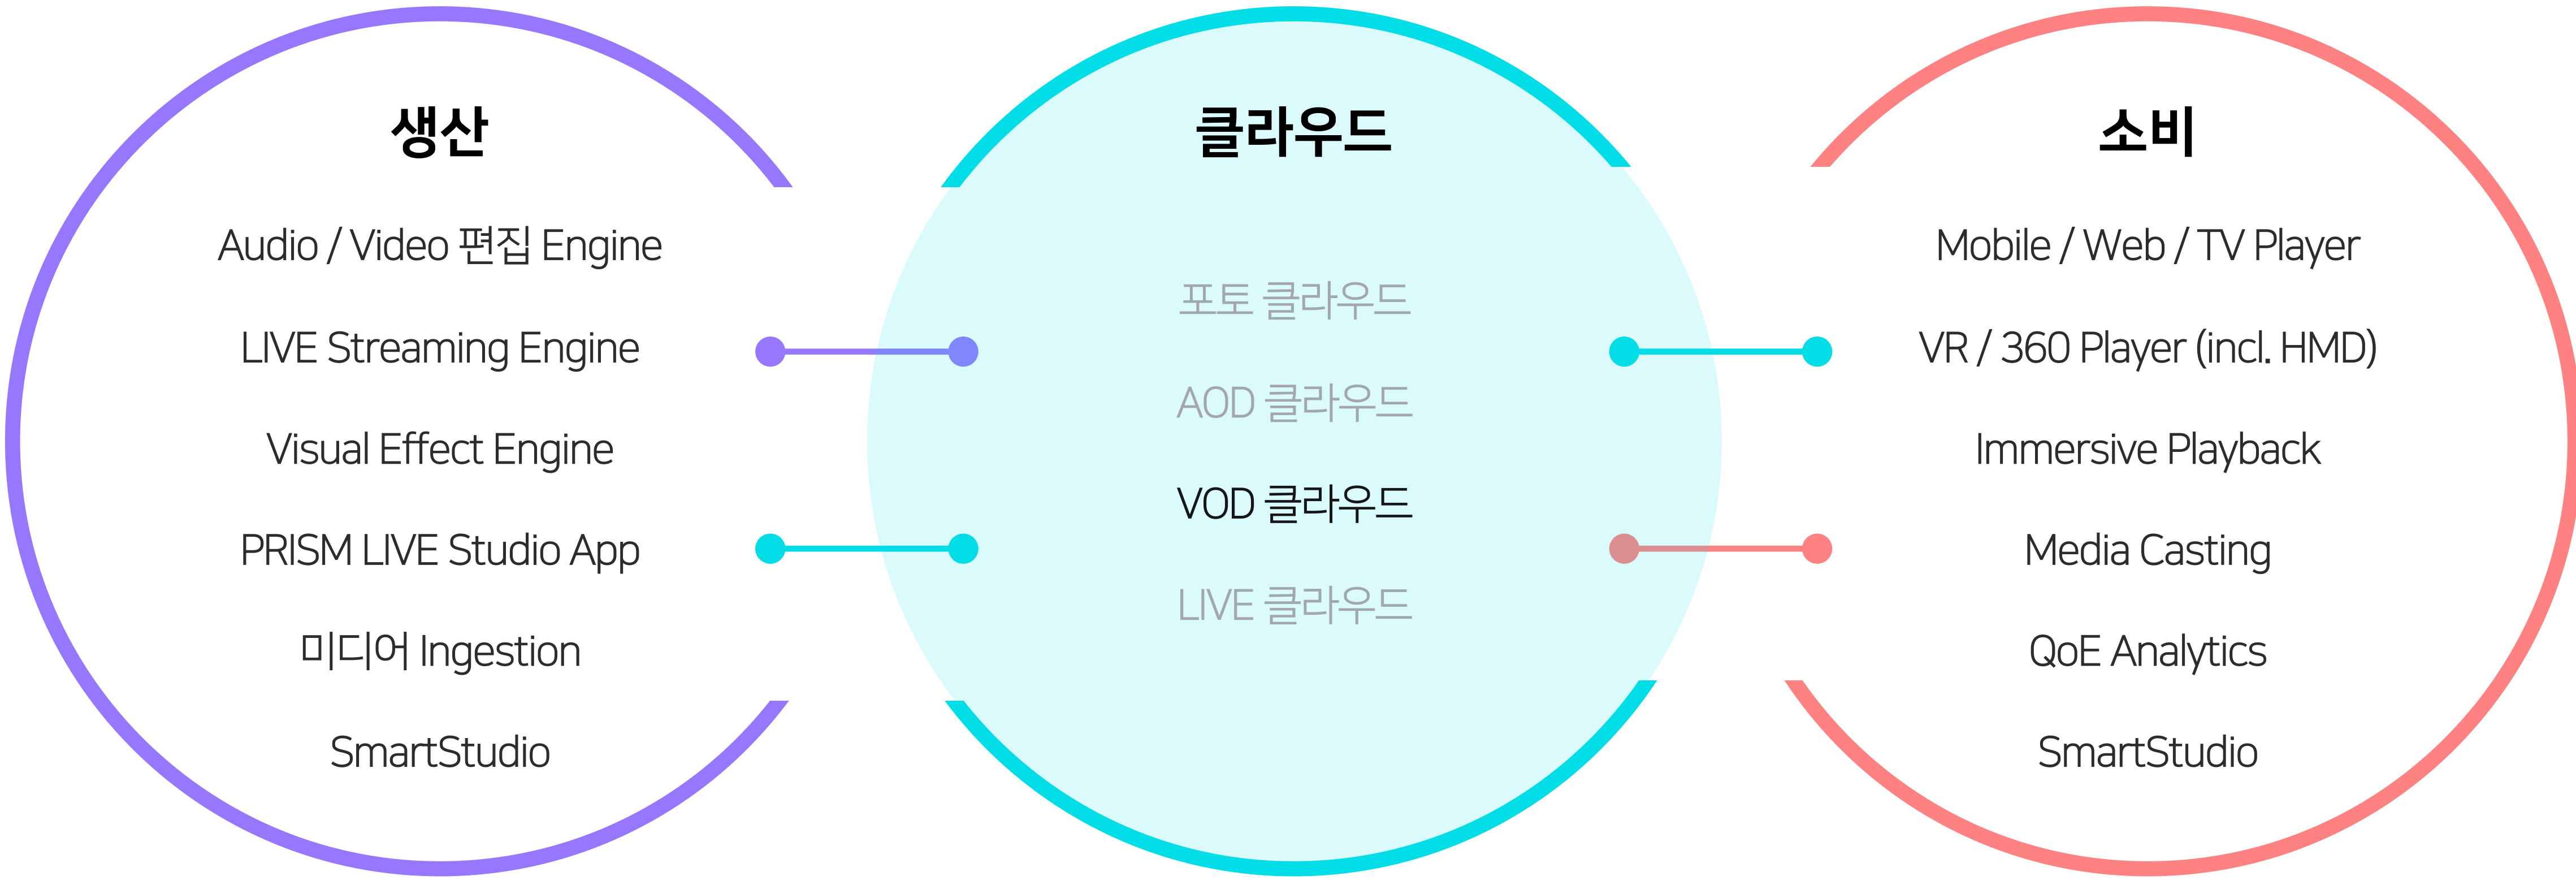 생산
Audio / Video 편집 Engine
LIVE Streaming Engine
Visual Effect Engine
PRISM LIVE Studio App
미디어 Ingestion
SmartStudio
클라우드
포토 클라우드
AOD 클라우드
VOD 클라우드
LIVE 클라우드
소비
Mobile / Web / TV Player
VR / 360 Player (incl. HMD)
Immersive Playback
Media Casting
QoE Analytics
SmartStudio